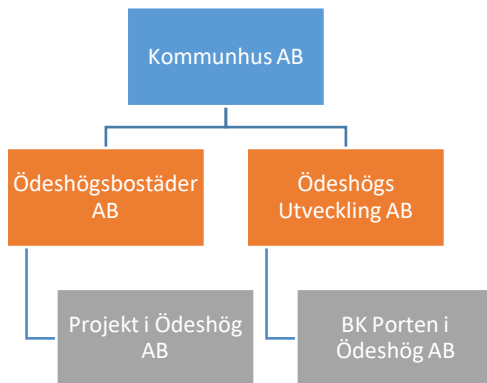 Kommunhus AB
Ödeshögsbostäder
AB
Ödeshögs
Utveckling AB
Projekt i Ödeshög
AB
BK Porten i
Ödeshög AB